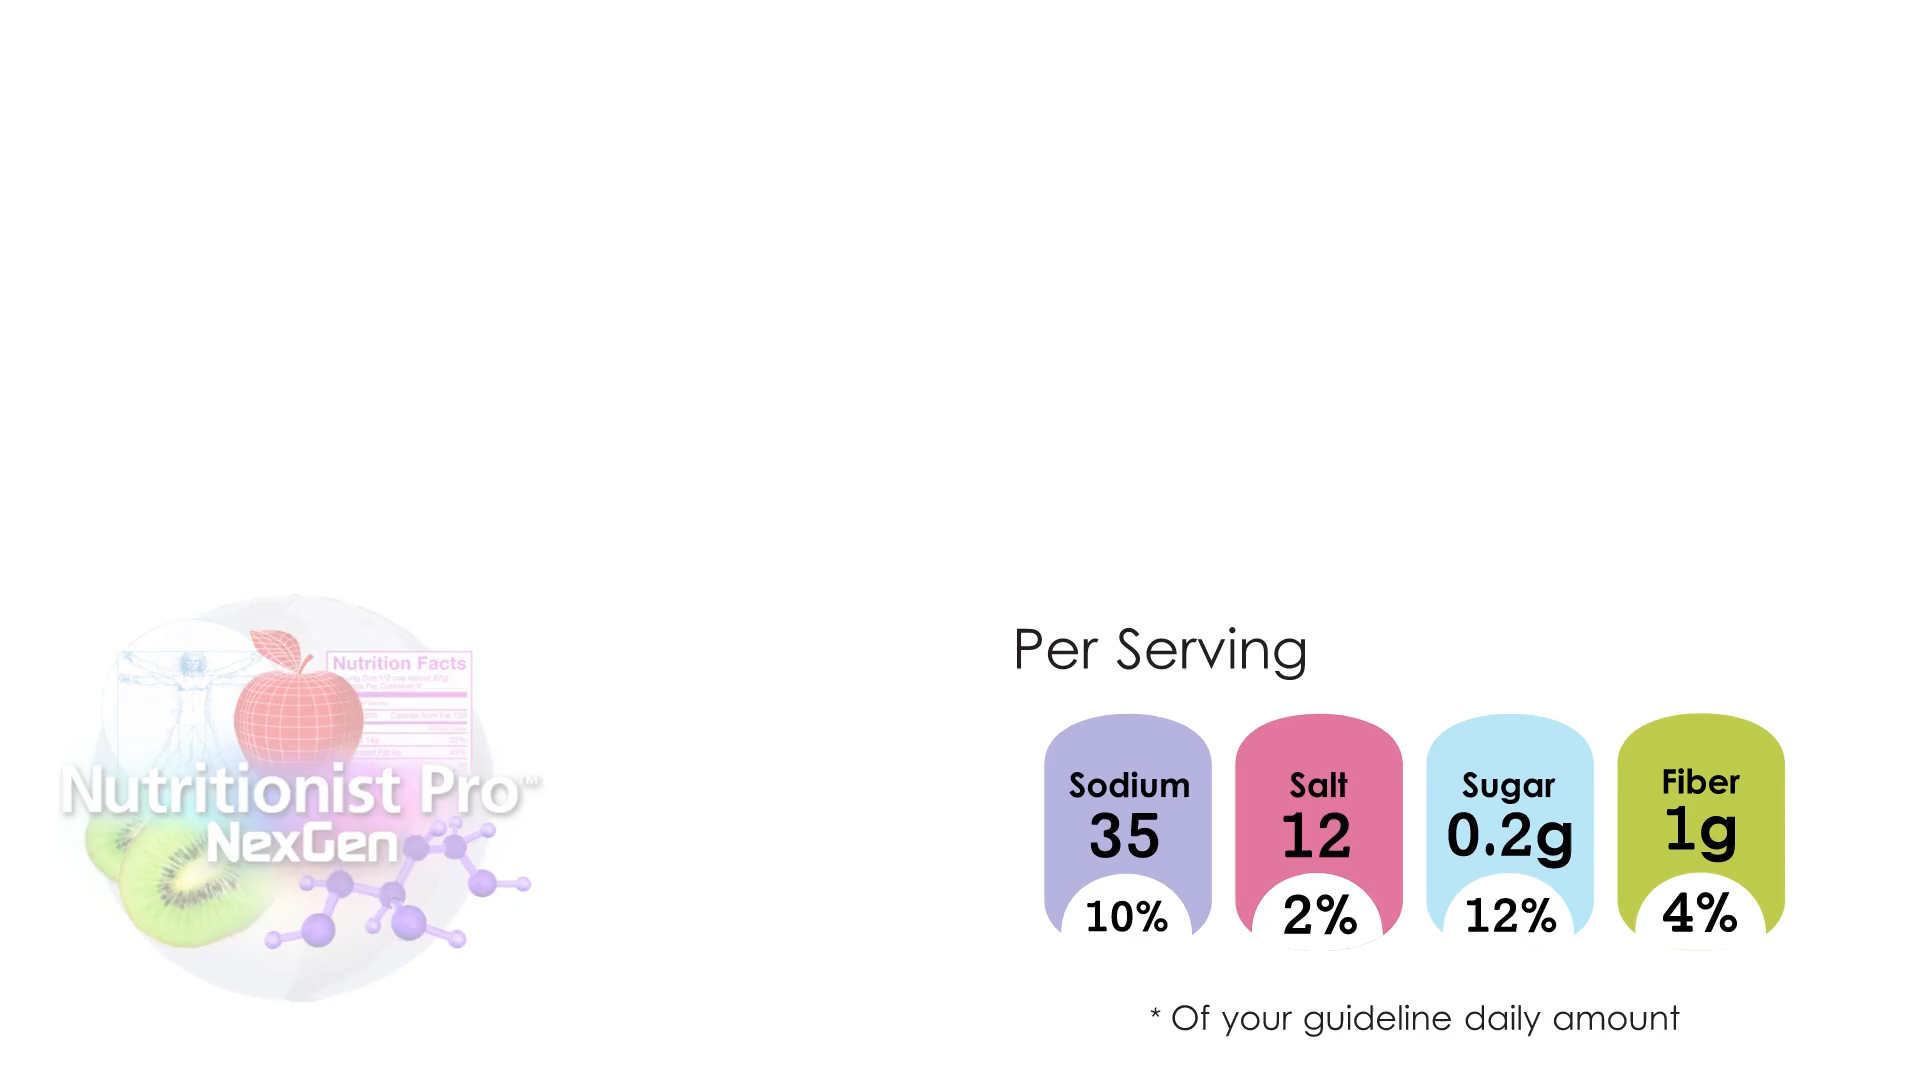 Per Serving
Nutrition Facts
Nutritionist Pro™
NexGen
Sodium
35
10%
Salt
12
2%
Sugar
0.2g
12%
Fiber
1g
4%
* Of your guideline daily amount